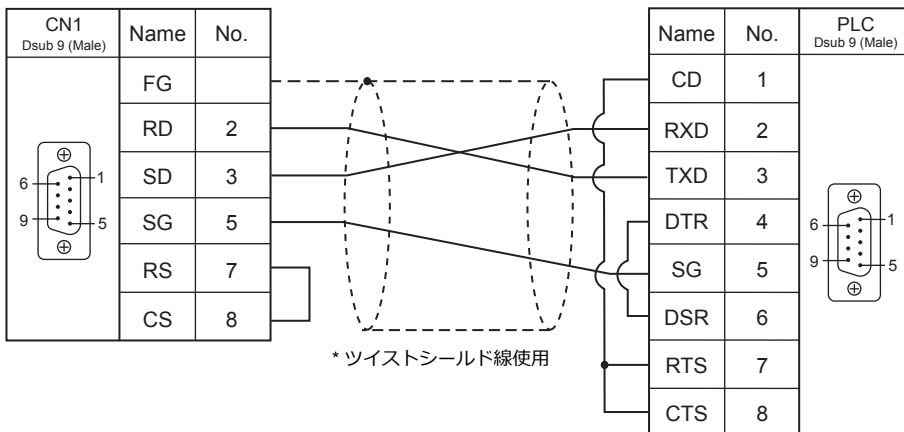 CN1
Dsub 9 (Male)
Name No.
FG
RD 2
SD 3
SG 5
RS 7
CS 8
6 1
9 5
* ツイストシールド線使用
Name No.
PLC
Dsub 9 (Male)
CD 1
RXD 2
TXD 3
DTR 4
SG 5
DSR 6
RTS 7
CTS 8
6 1
9 5